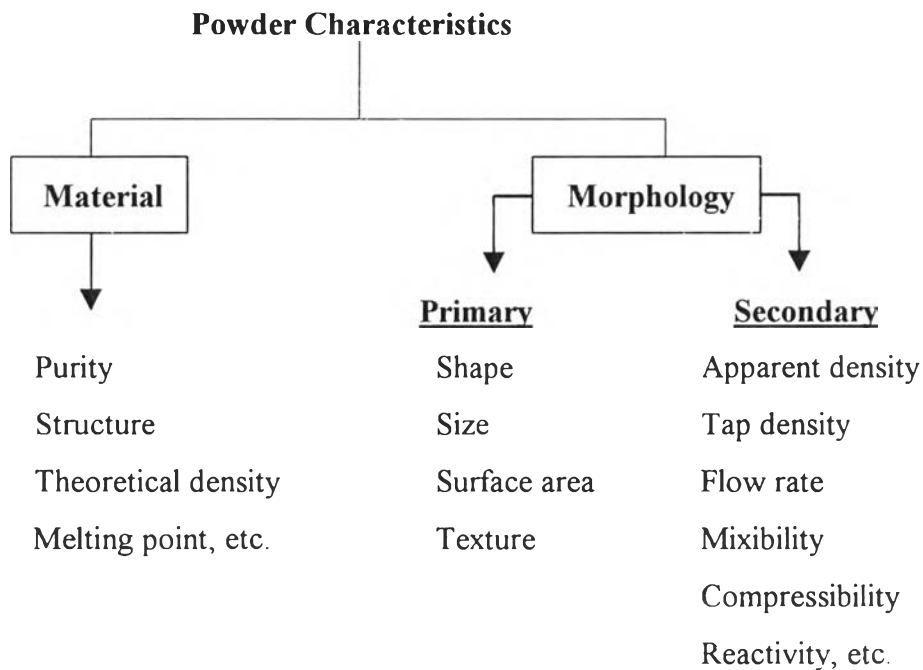 Powder Characteristics
Material
Morphology
Primary
Secondary
Purity
Shape
Apparent density
Structure
Size
Tap density
Theoretical density
Surface area
Flow rate
Melting point, etc.
Texture
Mixibility
Compressibility
Reactivity, etc.